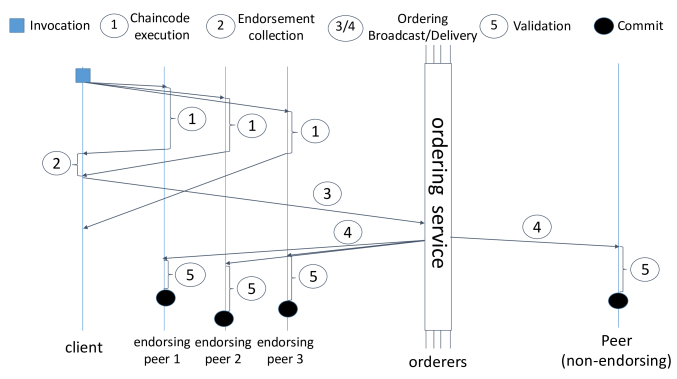 Invocation
1
Chaincode
execution
2
Endorsement
collection
3/4
Ordering
Broadcast/Delivery
5
Validation
Commit
1
1
1
2
3
4
4
5
5
5
5
ordering service
client
endorsing
peer 1
endorsing
peer 2
endorsing
peer 3
orderers
Peer
(non-endorsing)